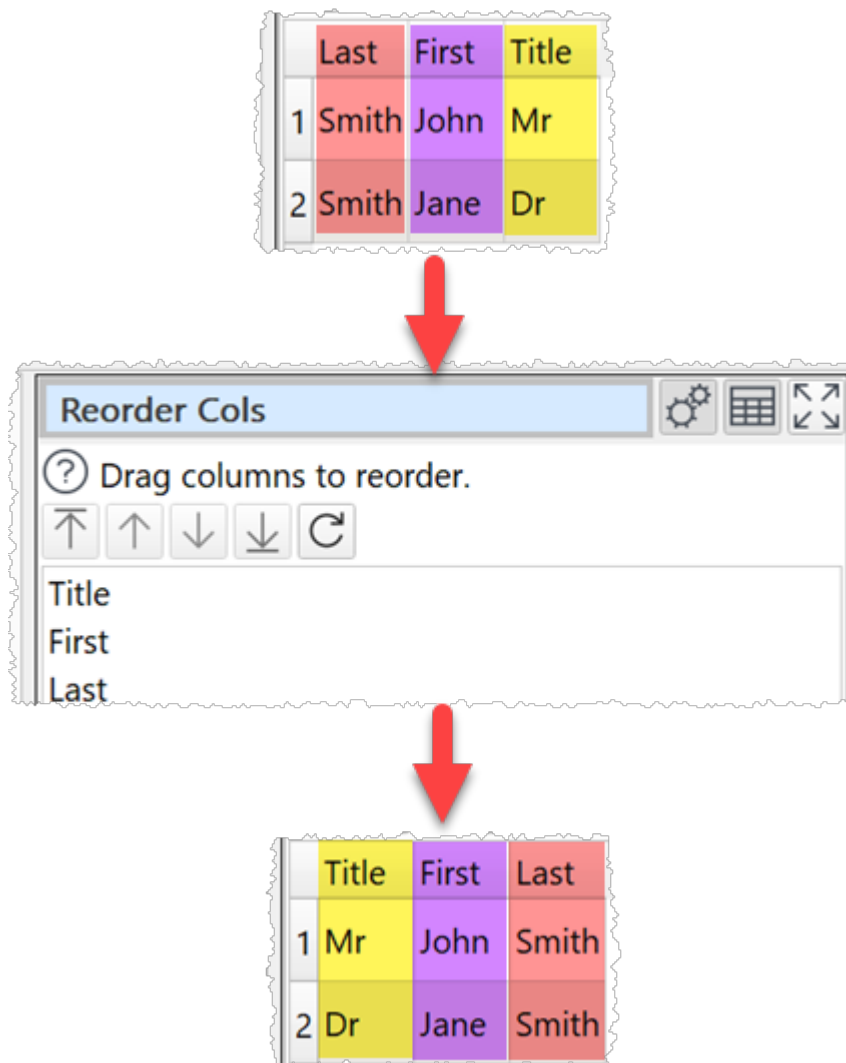 Last First Title
1 Smith John Mr
2 Smith Jane Dr
Reorder Cols
? Drag columns to reorder.
Title
First
Last
Title First Last
1 Mr John Smith
2 Dr Jane Smith